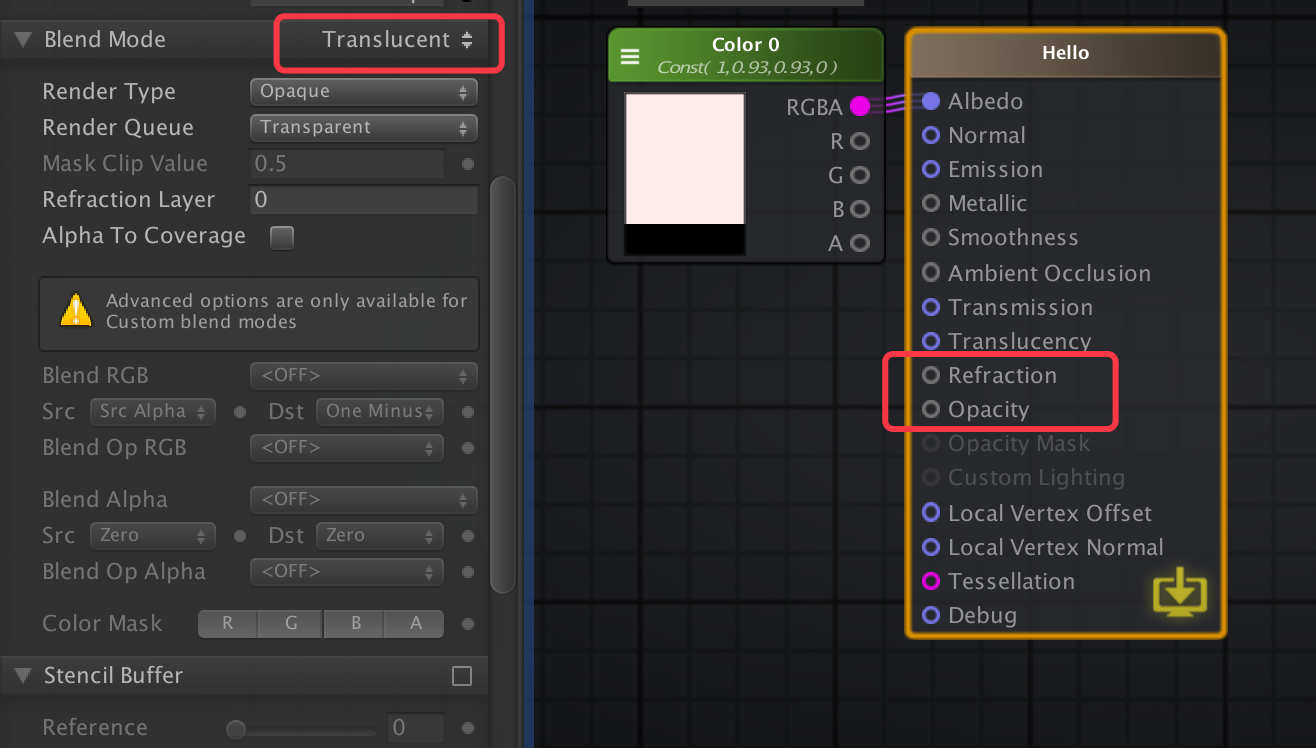 Blend Mode Translucent
Render Type Opaque
Render Queue Transparent
Mask Clip Value 0.5
Refraction Layer 0
Alpha To Coverage
Advanced options are only available for
Custom blend modes
Blend RGB <OFF>
Src Src Alpha Dst One Minus
Blend Op RGB <OFF>
Blend Alpha <OFF>
Src Zero Dst Zero
Blend Op Alpha <OFF>
Color Mask R G B A
Stencil Buffer
Reference 0
Color 0
Const( 1,0.93,0.93,0 )
RGBA
R
G
B
A
Hello
Albedo
Normal
Emission
Metallic
Smoothness
Ambient Occlusion
Transmission
Translucency
Refraction
Opacity
Opacity Mask
Custom Lighting
Local Vertex Offset
Local Vertex Normal
Tessellation
Debug